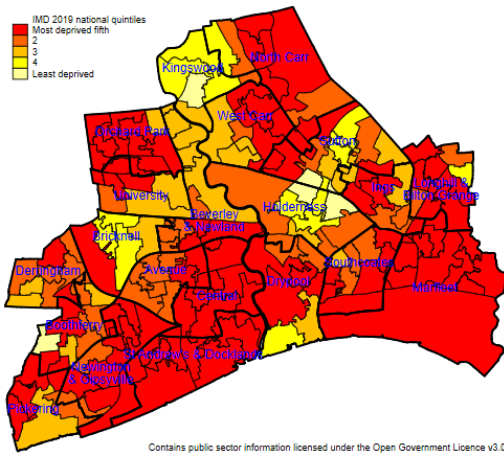 IMD 2019 national quintiles
Most deprived fifth
2
3
4
Least deprived
North Carr
Kingswood
West Carr
Orchard Park
Sutton
Ings
Longhill &
Bilton Grange
University
Holderness
Beverley
& Newland
Bricknell
Derringham
Avenue
Southcoates
Drypool
Marfleet
Central
Boothferry
St Andrew's & Docklands
Newington
& Gipsyville
Pickering
Contains public sector information licensed under the Open Government Licence v3.0